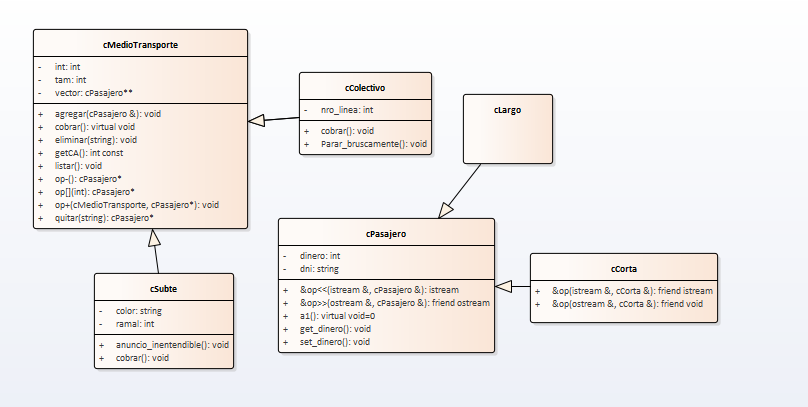 cMedioTransporte
- int: int
- tam: int
- vector: cPasajero**
+ agregar(cPasajero &): void
+ cobrar(): virtual void
+ eliminar(string): void
+ getCA(): int const
+ listar(): void
+ op-(): cPasajero*
+ op[](int): cPasajero*
+ op+(cMedioTransporte, cPasajero*): void
+ quitar(string): cPasajero*
cColectivo
- nro_linea: int
+ cobrar(): void
+ Parar_bruscamente(): void
cLargo
cPasajero
- dinero: int
- dni: string
+ &op<<(istream &, cPasajero &): istream
+ &op>>(ostream &, cPasajero &): friend ostream
+ a1(): virtual void=0
+ get_dinero(): void
+ set_dinero(): void
cCorta
+ &op(istream &, cCorta &): friend istream
+ &op(ostream &, cCorta &): friend void
cSubte
- color: string
- ramal: int
+ anuncio_inentendible(): void
+ cobrar(): void